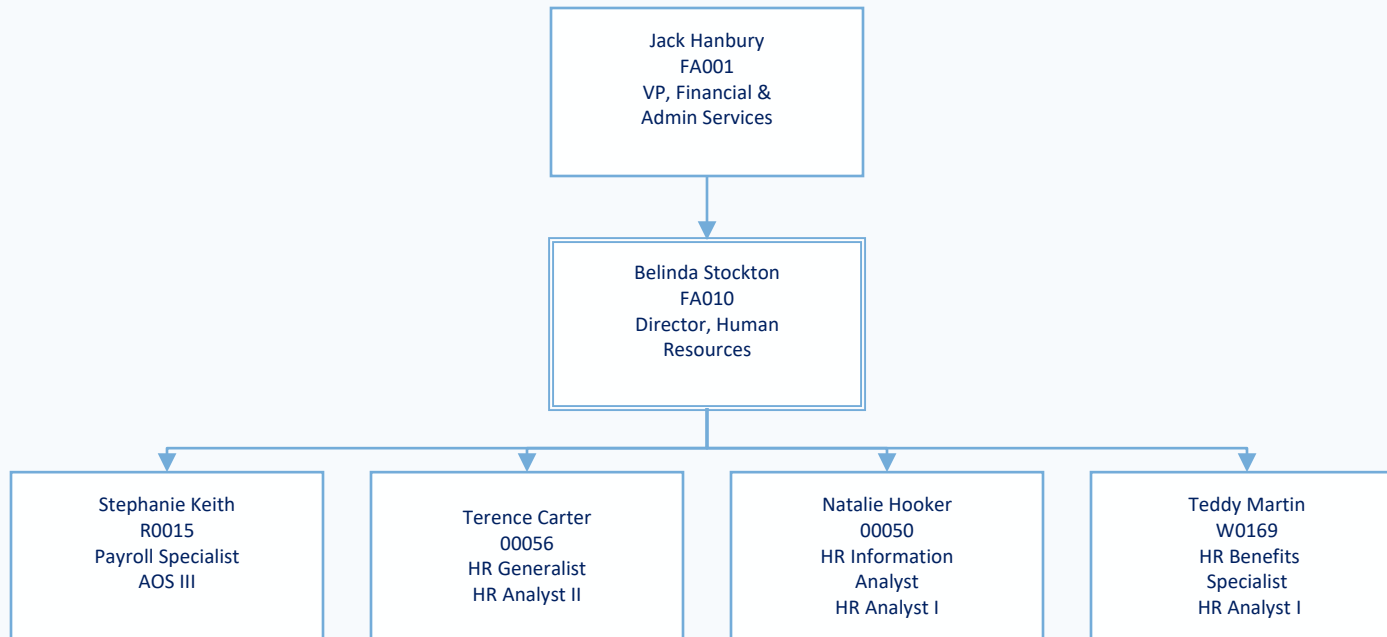 Jack Hanbury
FA001
VP, Financial &
Admin Services
Belinda Stockton
FA010
Director, Human
Resources
Stephanie Keith
R0015
Payroll Specialist
AOS III
Terence Carter
00056
HR Generalist
HR Analyst II
Natalie Hooker
00050
HR Information
Analyst
HR Analyst I
Teddy Martin
W0169
HR Benefits
Specialist
HR Analyst I